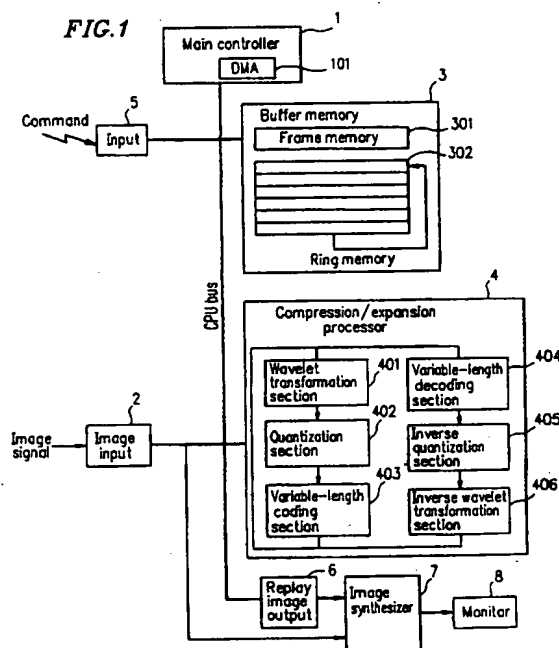 FIG.1
1
Main controller
DMA
101
3
5
Command
Input
Buffer memory
Frame memory
301
302
Ring memory
CPU bus
4
Compression/expansion
processor
2
Image
signal
Image input
Wavelet
transformation
section
401
Quantization
section
402
Variable-length
coding
section
403
Variable-length
decoding
section
404
Inverse
quantization
section
405
Inverse wavelet
transformation
section
406
6
Replay
image
output
7
Image
synthesizer
8
Monitor